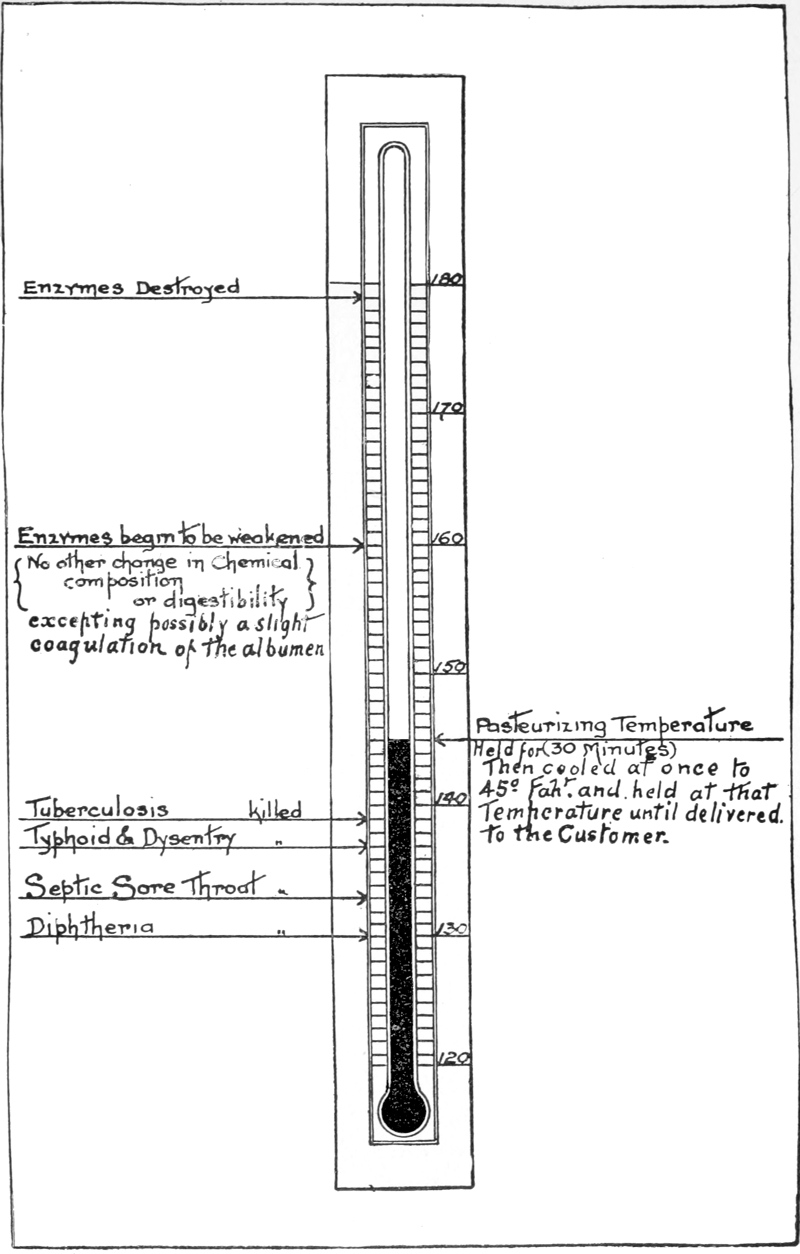 180
Enzymes Destroyed
170
Enzymes begin to be weakened
160
{No other change in Chemical}
composition
or digestibility
excepting possibly a slight
coagulation of the albumen
150
Pasteurizing Temperature
Held for (30 Minutes)
Then cooled at once to
45º Faht. and held at that
Temperature until delivered.
to the Customer.
140
Tuberculosis killed
Typhoid & Dysentry "
Septic Sore Throat "
Diphtheria "
130
120